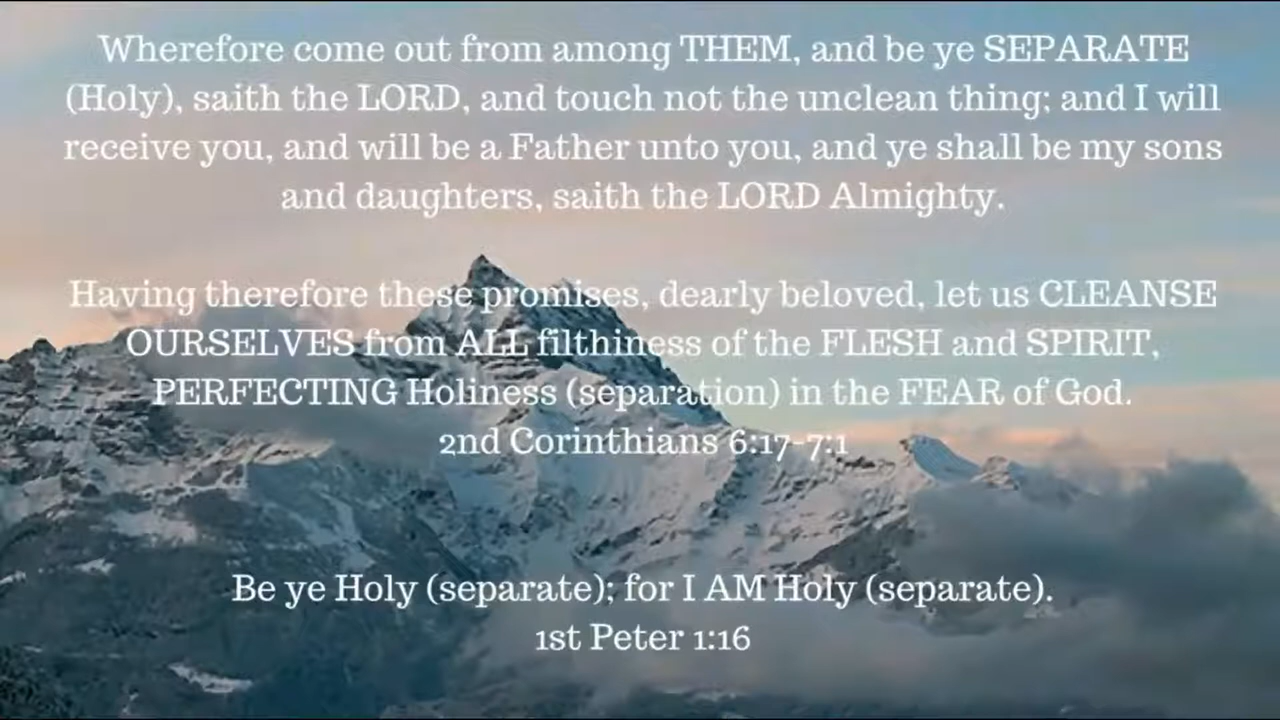 Wherefore come out from among THEM, and be ye SEPARATE
(Holy), saith the LORD, and touch not the unclean thing; and I will
receive you, and will be a Father unto you, and ye shall be my sons
and daughters, saith the LORD Almighty.
Having therefore these promises, dearly beloved, let us CLEANSE
OURSELVES from ALL filthiness of the FLESH and SPIRIT,
PERFECTING Holiness (separation) in the FEAR of God.
2nd Corinthians 6:17-7:1
Be ye Holy (separate); for I AM Holy (separate).
1st Peter 1:16